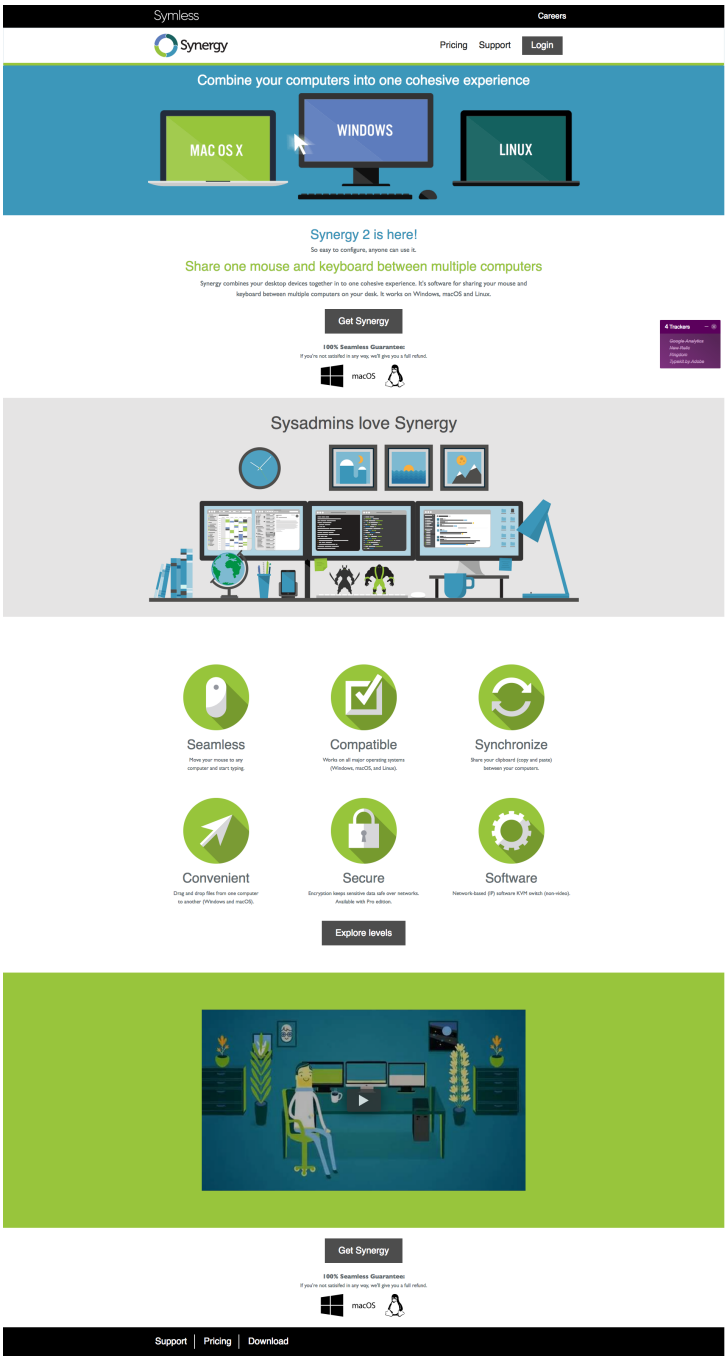 Symless
Careers
Synergy
Pricing
Support
Login
Combine your computers into one cohesive experience
MAC OS X
WINDOWS
LINUX
Synergy 2 is here!
So easy to configure, anyone can use it.
Share one mouse and keyboard between multiple computers
Synergy combines your desktop devices together in to one cohesive experience. It's software for sharing your mouse and
keyboard between multiple computers on your desk. It works on Windows, macOS and Linux.
Get Synergy
100% Seamless Guarantee:
If you're not satisfied in any way, we'll give you a full refund.
macOS
4 Trackers
Google Analytics
New Relic
Pingdom
Typekit by Adobe
Sysadmins love Synergy
Seamless
Move your mouse to any
computer and start typing.
Compatible
Works on all major operating systems
(Windows, macOS, and Linux).
Synchronize
Share your clipboard (copy and paste)
between your computers.
Convenient
Drag and drop files from one computer
to another (Windows and macOS).
Secure
Encryption keeps sensitive data safe over networks.
Available with Pro edition.
Software
Network-based (IP) software KVM switch (non-video).
Explore levels
Get Synergy
100% Seamless Guarantee:
If you're not satisfied in any way, we'll give you a full refund.
macOS
Support
Pricing
Download